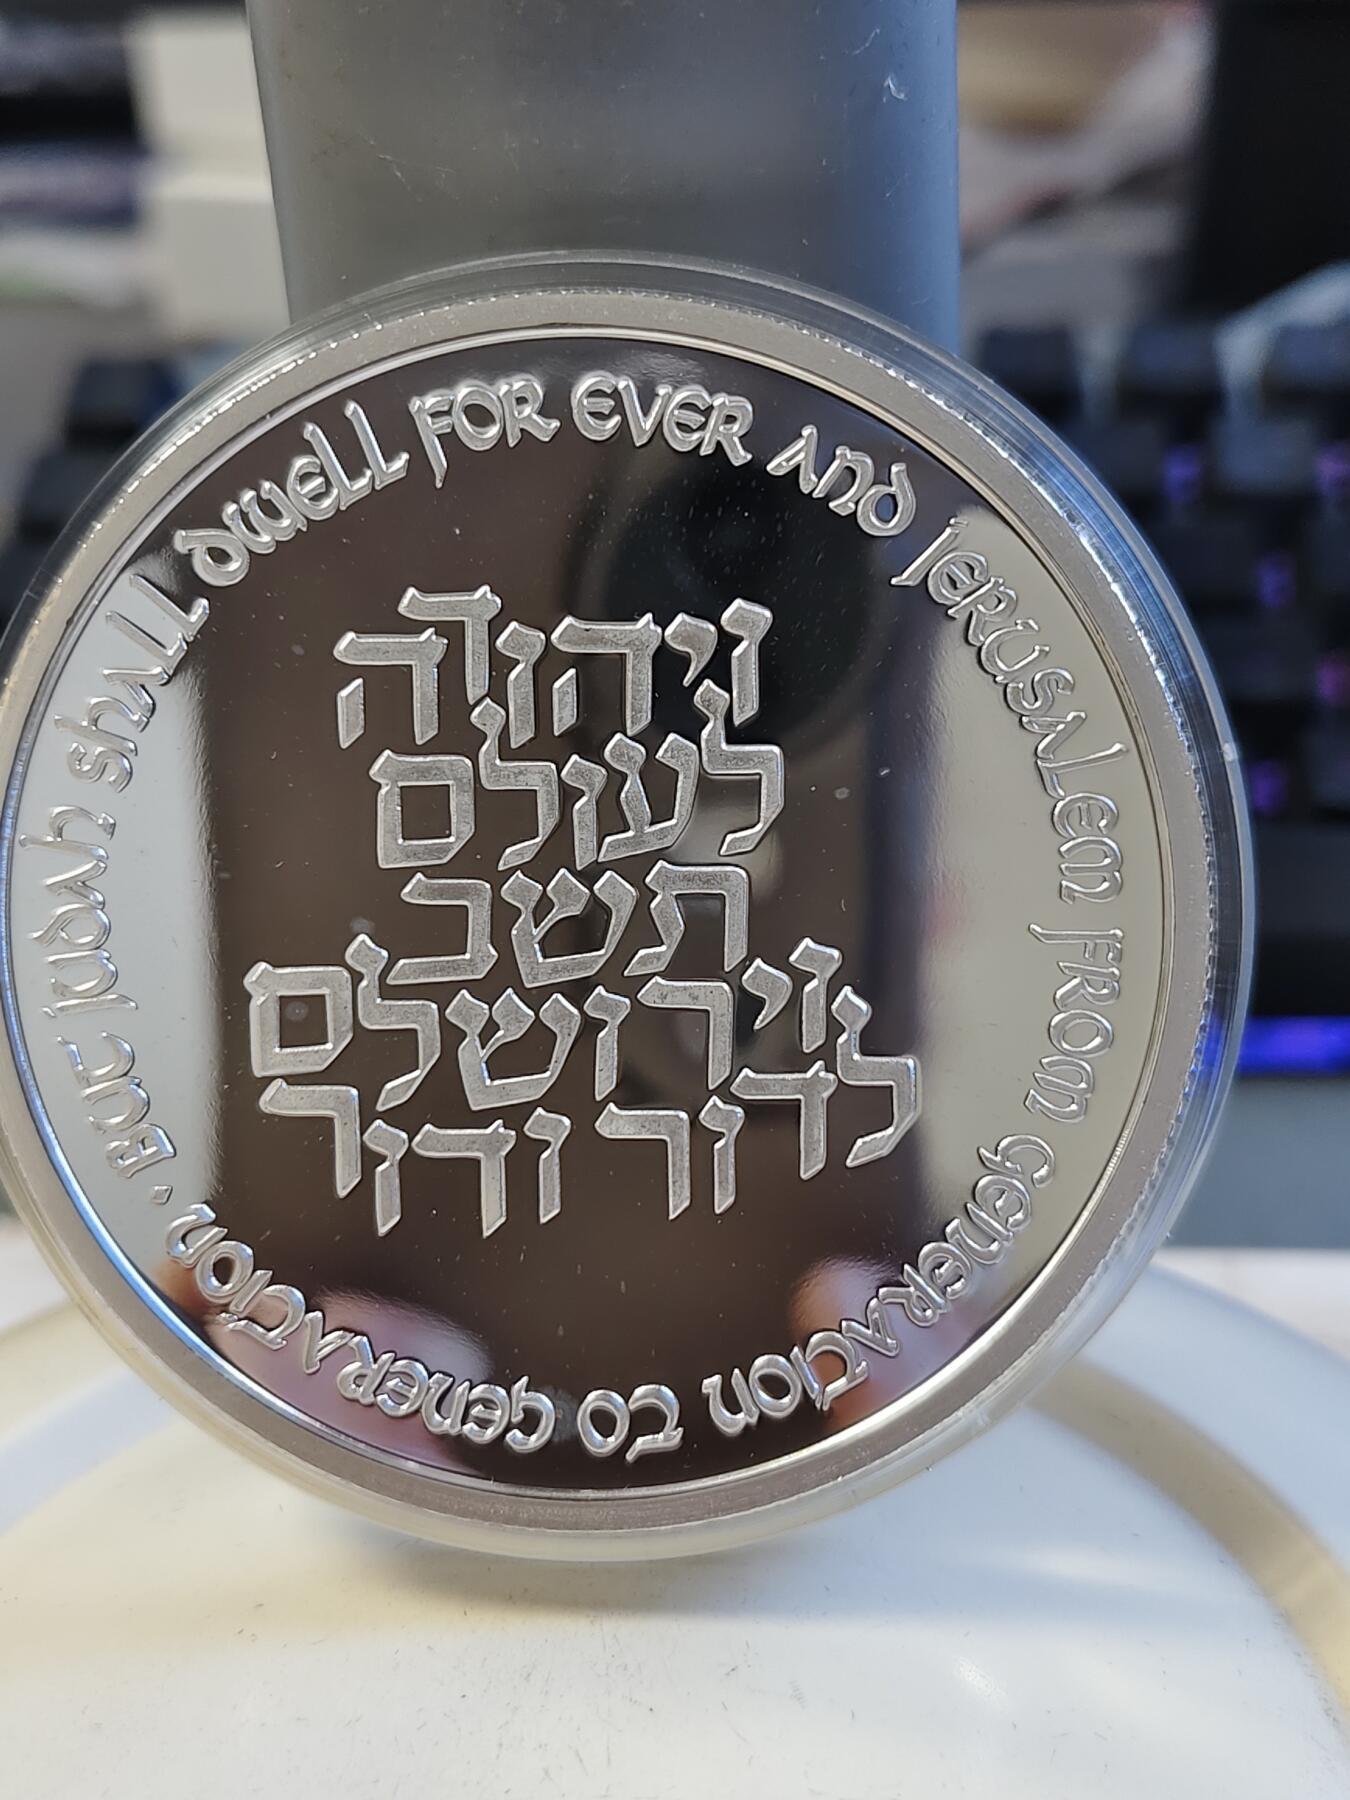 ויהודה
לעולם
תשב
וירושלם
לדור ודור
BUT JUDAH SHALL DWELL FOR EVER AND JERUSALEM FROM GENERATION TO GENERATION ·